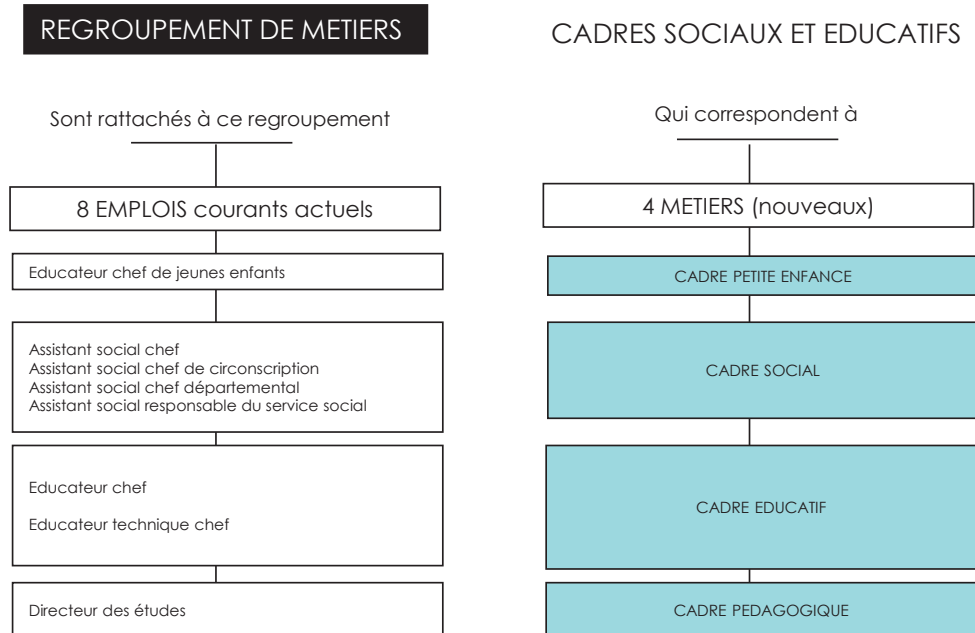 REGROUPEMENT DE METIERS
CADRES SOCIAUX ET EDUCATIFS
Sont rattachés à ce regroupement
Qui correspondent à
8 EMPLOIS courants actuels
4 METIERS (nouveaux)
Educateur chef de jeunes enfants
CADRE PETITE ENFANCE
Assistant social chef
Assistant social chef de circonscription
Assistant social chef départemental
Assistant social responsable du service social
CADRE SOCIAL
Educateur chef
Educateur technique chef
CADRE EDUCATIF
Directeur des études
CADRE PEDAGOGIQUE